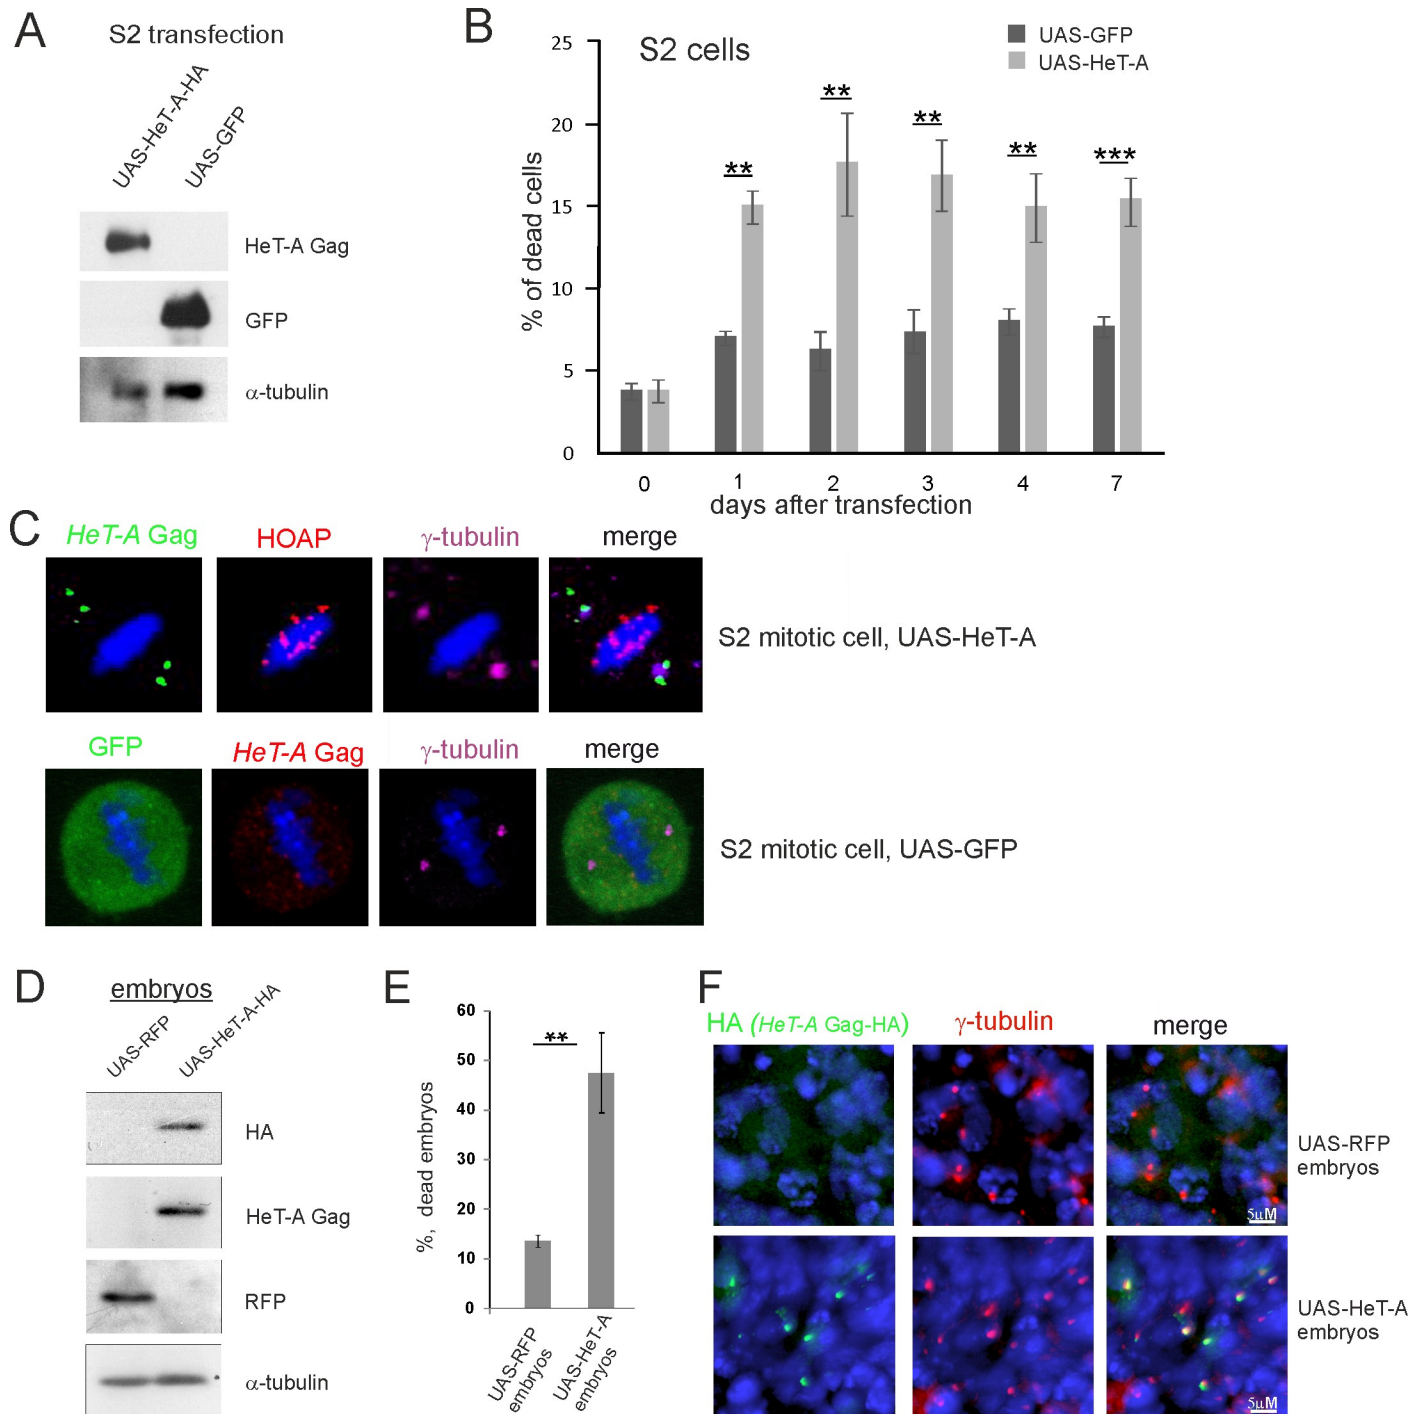 A
S2 transfection
UAS-HeT-A-HA
UAS-GFP
HeT-A Gag
GFP
α-tubulin
B
S2 cells
UAS-GFP
UAS-HeT-A
% of dead cells
25
20
15
10
5
0
**
**
**
**
***
0 1 2 3 4 7
days after transfection
C
HeT-A Gag HOAP γ-tubulin merge
S2 mitotic cell, UAS-HeT-A
GFP HeT-A Gag γ-tubulin merge
S2 mitotic cell, UAS-GFP
D
embryos
UAS-RFP
UAS-HeT-A-HA
HA
HeT-A Gag
RFP
α-tubulin
E
%, dead embryos
60
50
40
30
20
10
0
**
UAS-RFP
embryos
UAS-HeT-A
embryos
F
HA (HeT-A Gag-HA) γ-tubulin merge
UAS-RFP
embryos
5μM
UAS-HeT-A
embryos
5μM